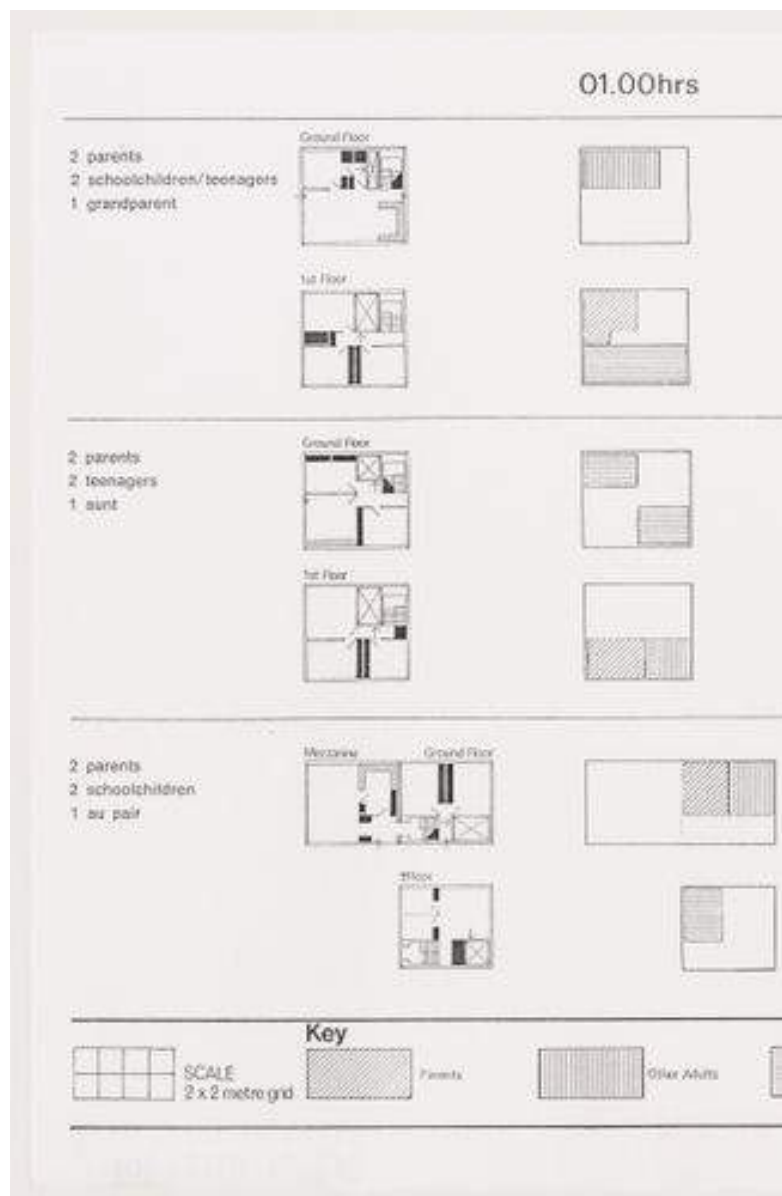 01.00hrs
Ground Floor
2 parents
2 schoolchildren/teenagers
1 grandparent
1st Floor
Ground Floor
2 parents
2 teenagers
1 aunt
1st Floor
Mezzanine Ground Floor
2 parents
2 schoolchildren
1 au pair
Key
SCALE
2 x 2 metre grid
Parents
Other Adults